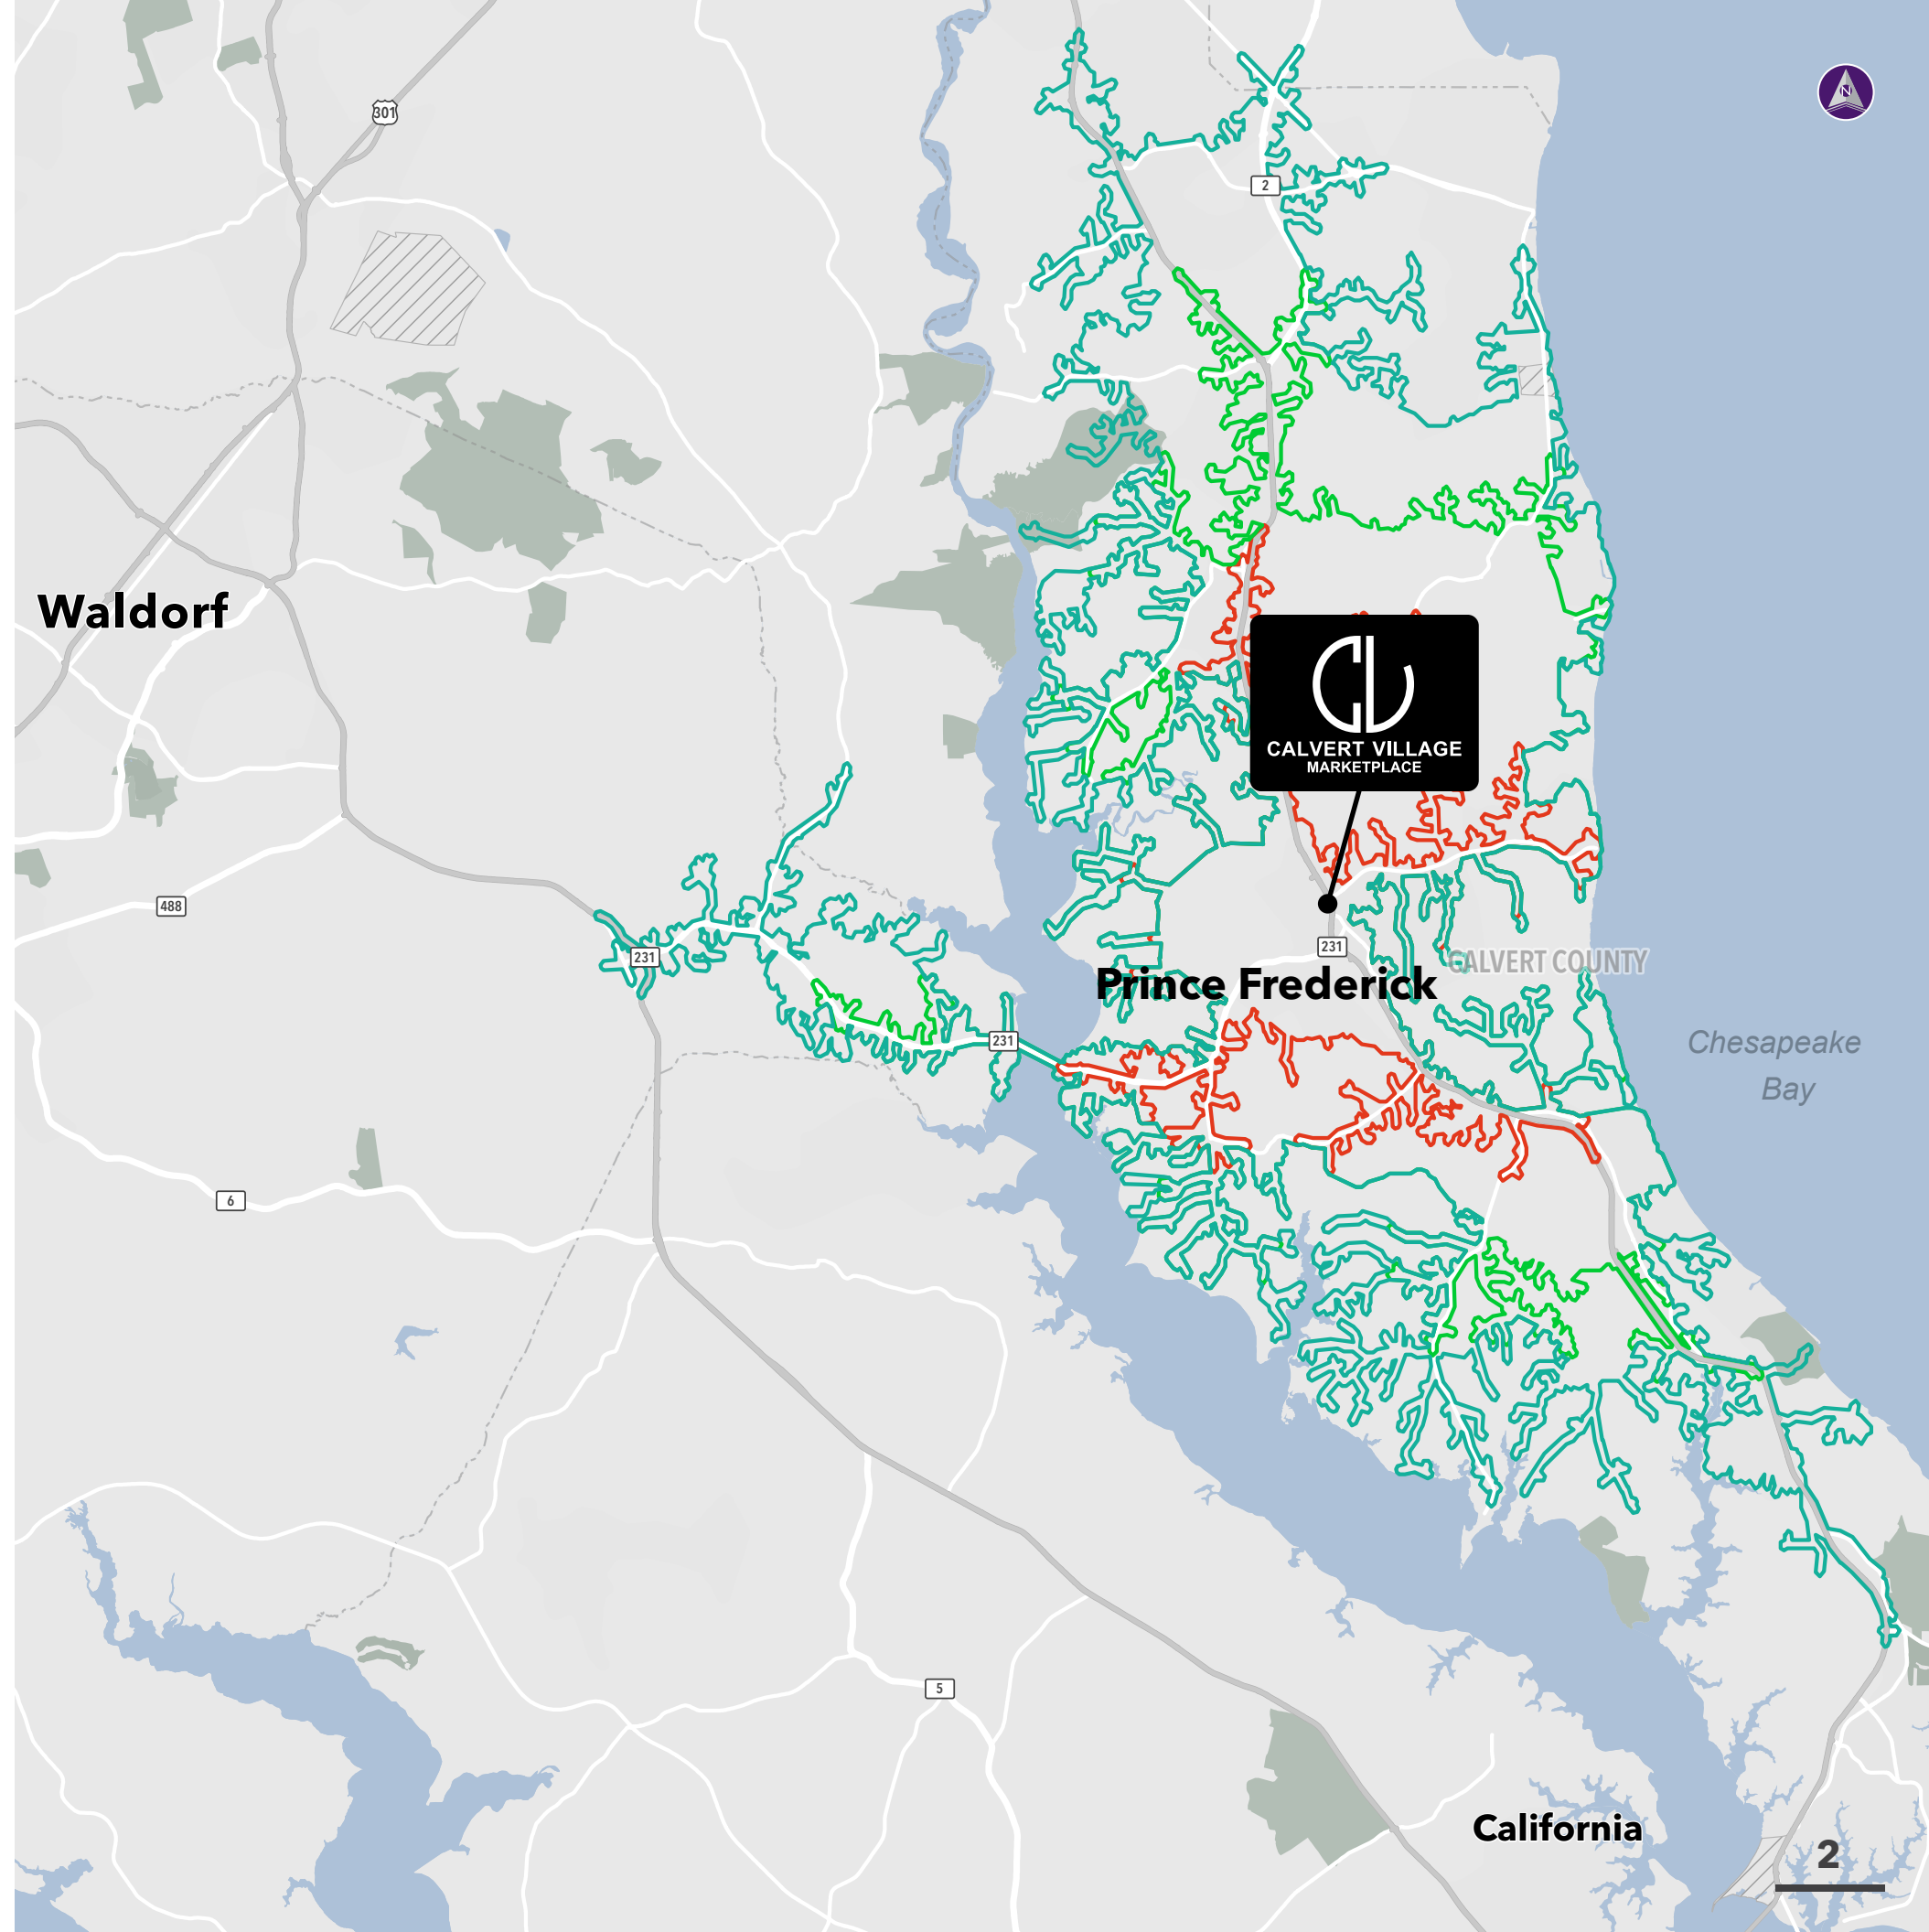 301
N
2
Waldorf
CALVERT VILLAGE
MARKETPLACE
488
231
231
CALVERT COUNTY
Prince Frederick
231
Chesapeake
Bay
6
5
California
2